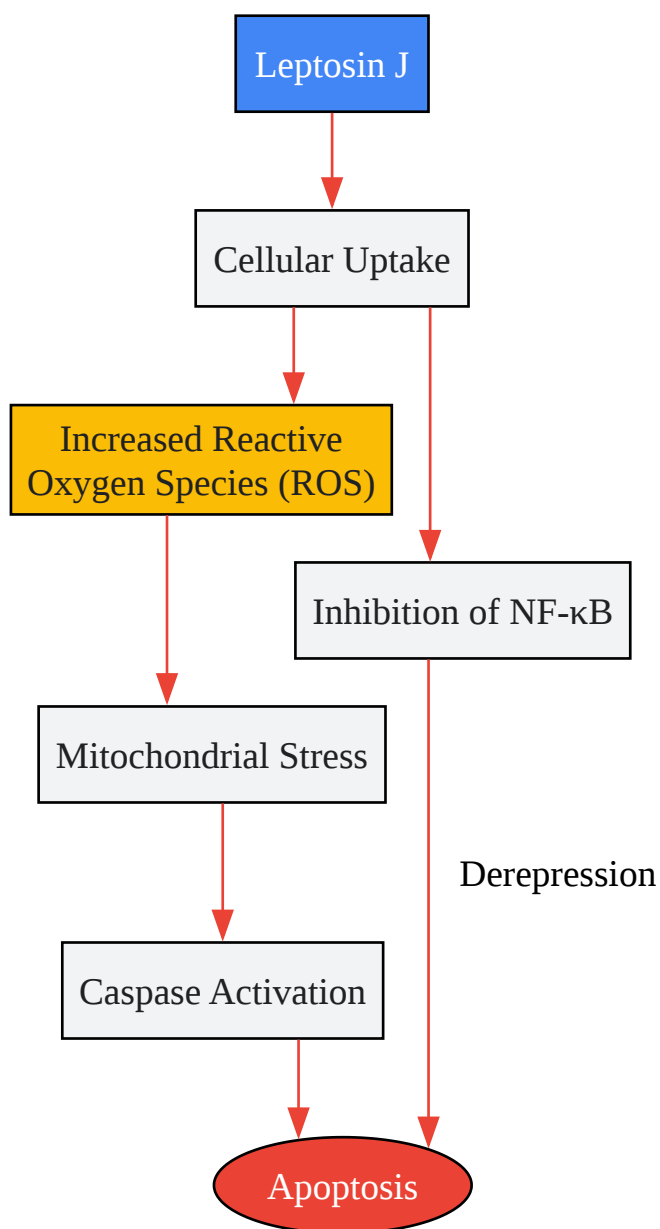 Leptosin J
Cellular Uptake
Increased Reactive
Oxygen Species (ROS)
Inhibition of NF-κB
Mitochondrial Stress
Derepression
Caspase Activation
Apoptosis